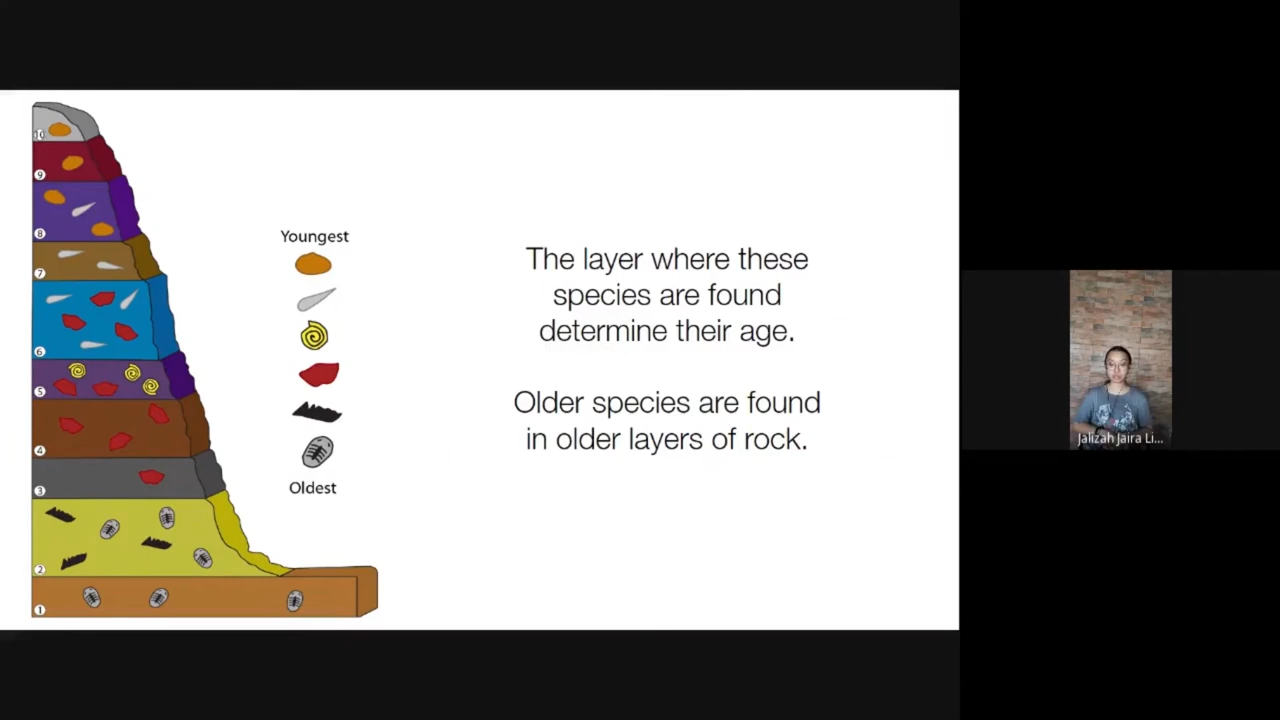 10
9
8
7
6
5
4
3
2
1
Youngest
Oldest
The layer where these
species are found
determine their age.
Older species are found
in older layers of rock.
Jalizah Jaira Li...